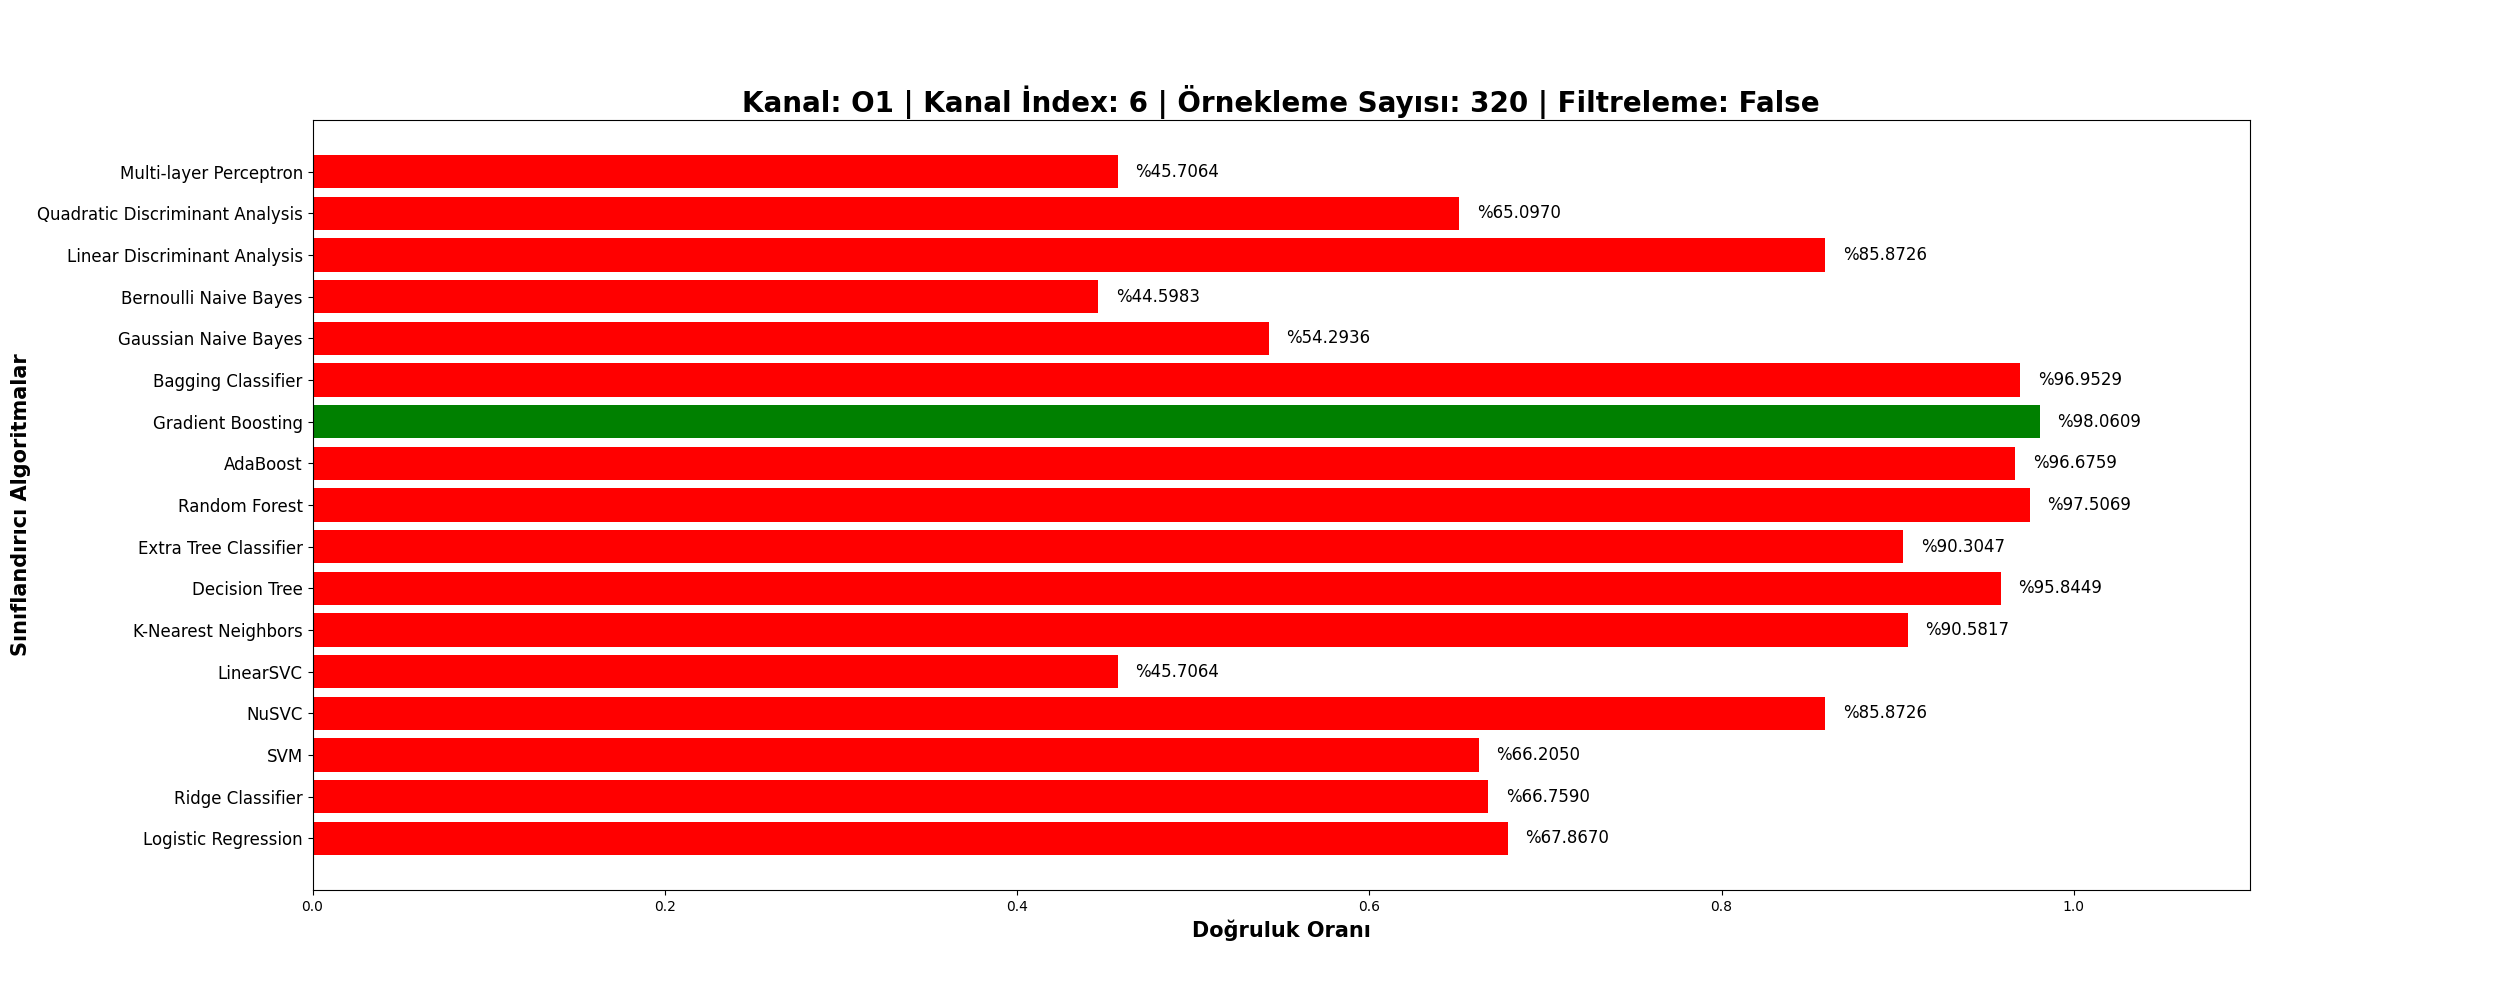 Kanal: O1 | Kanal İndex: 6 | Örnekleme Sayısı: 320 | Filtreleme: False
Sınıflandırıcı Algoritmalar
Multi-layer Perceptron %45.7064
Quadratic Discriminant Analysis %65.0970
Linear Discriminant Analysis %85.8726
Bernoulli Naive Bayes %44.5983
Gaussian Naive Bayes %54.2936
Bagging Classifier %96.9529
Gradient Boosting %98.0609
AdaBoost %96.6759
Random Forest %97.5069
Extra Tree Classifier %90.3047
Decision Tree %95.8449
K-Nearest Neighbors %90.5817
LinearSVC %45.7064
NuSVC %85.8726
SVM %66.2050
Ridge Classifier %66.7590
Logistic Regression %67.8670
0.0 0.2 0.4 0.6 0.8 1.0
Doğruluk Oranı